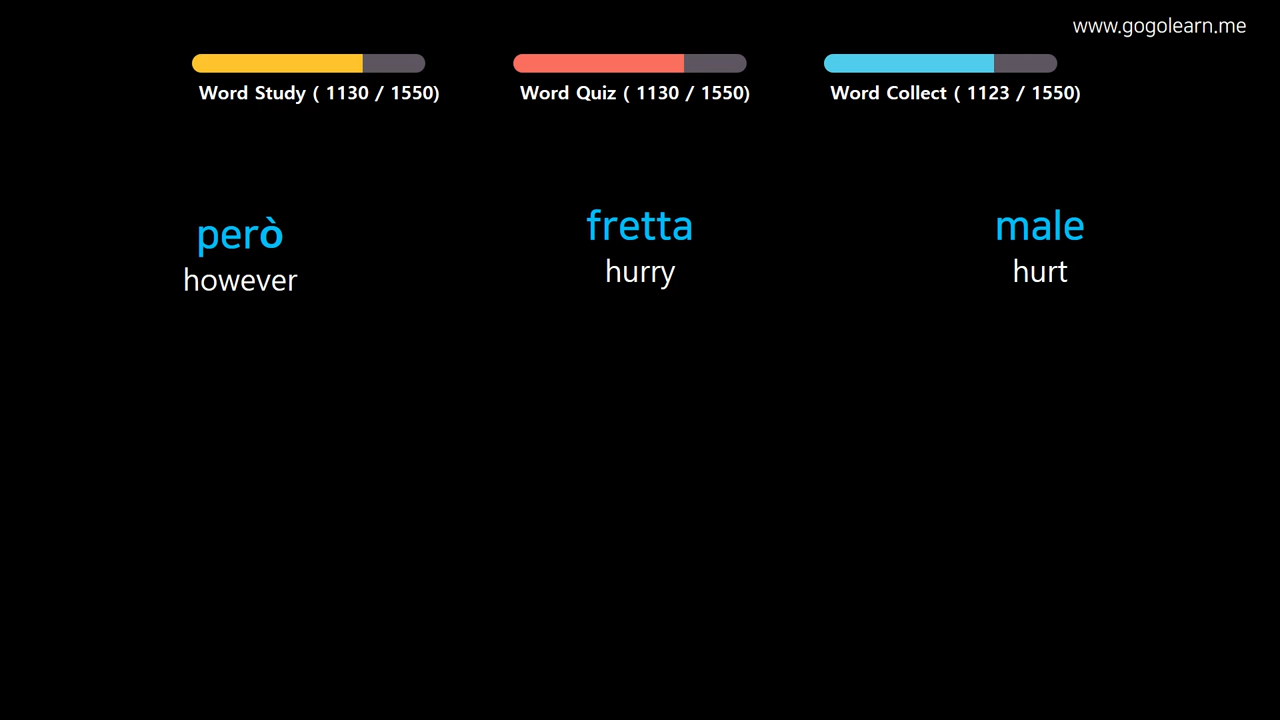 www.gogolearn.me
Word Study ( 1130 / 1550)
Word Quiz ( 1130 / 1550)
Word Collect ( 1123 / 1550)
però
however
fretta
hurry
male
hurt